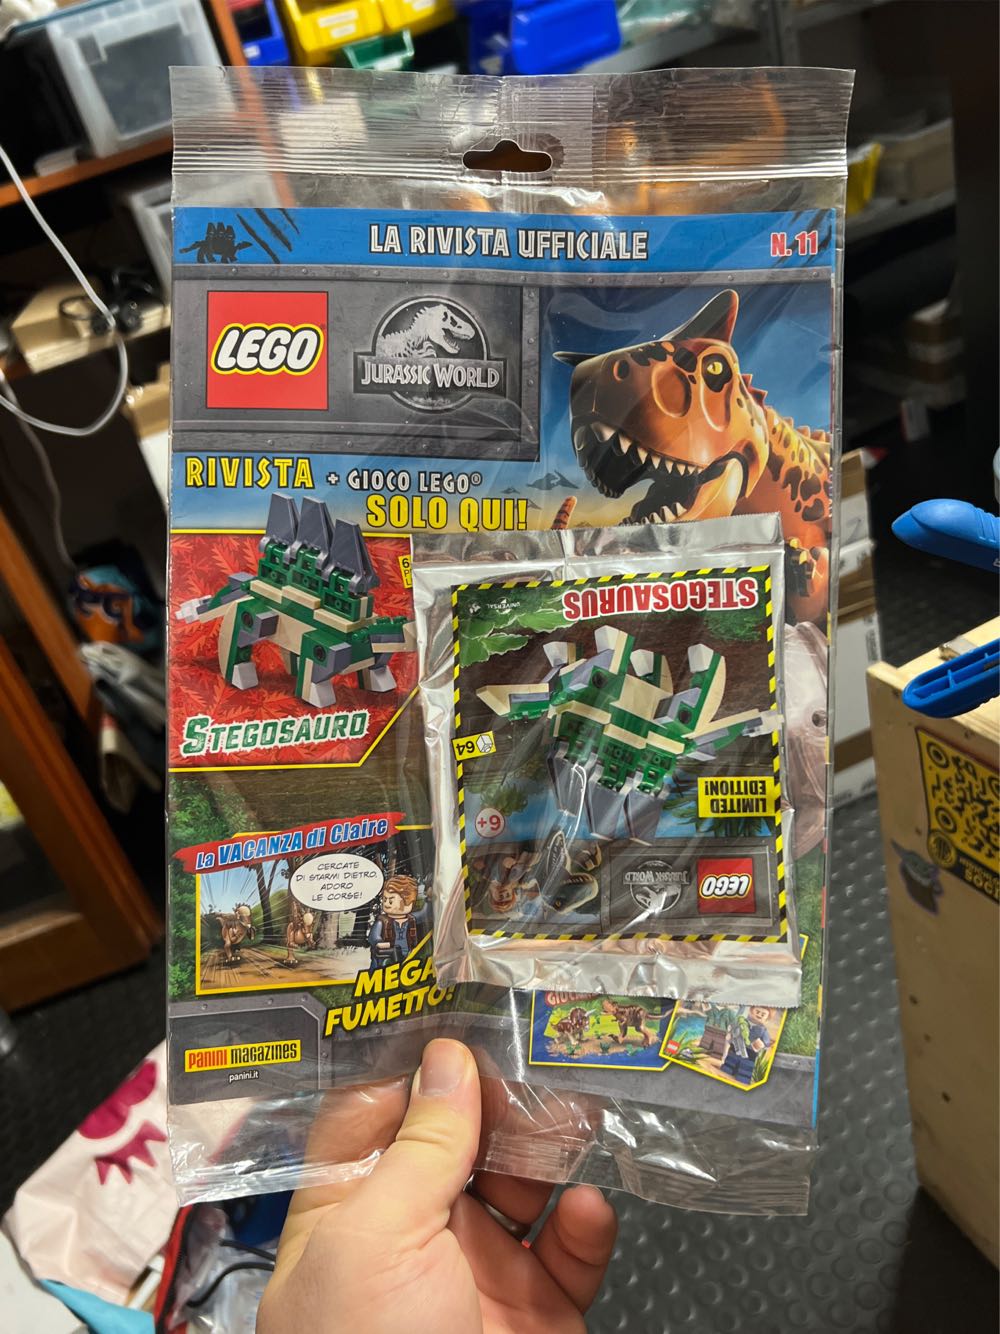 LA RIVISTA UFFICIALE
N. 11
LEGO
JURASSIC WORLD
RIVISTA + GIOCO LEGO®
SOLO QUI!
STEGOSAURO
STEGOSAURUS
UNIVERSAL
64
LIMITED
EDITION!
6+
JURASSIC WORLD
LEGO
La VACANZA di Claire
CERCATE
DI STARMI DIETRO,
ADORO
LE CORSE!
MEGA
FUMETTO!
PANINI MAGAZINES
panini.it